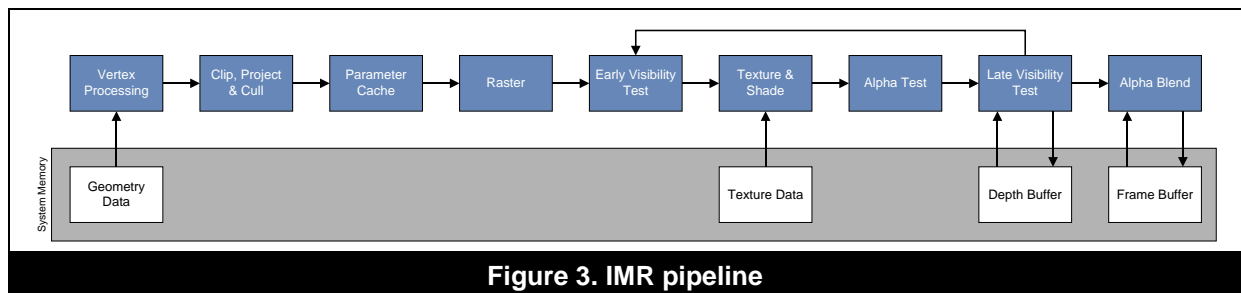 Vertex
Processing
Clip, Project
& Cull
Parameter
Cache
Raster
Early Visibility
Test
Texture &
Shade
Alpha Test
Late Visibility
Test
Alpha Blend
System Memory
Geometry
Data
Texture Data
Depth Buffer
Frame Buffer
Figure 3. IMR pipeline